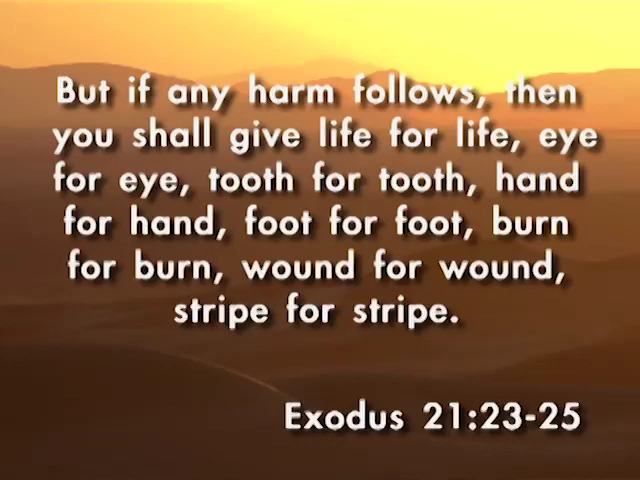 But if any harm follows, then
you shall give life for life, eye
for eye, tooth for tooth, hand
for hand, foot for foot, burn
for burn, wound for wound,
stripe for stripe.
Exodus 21:23-25